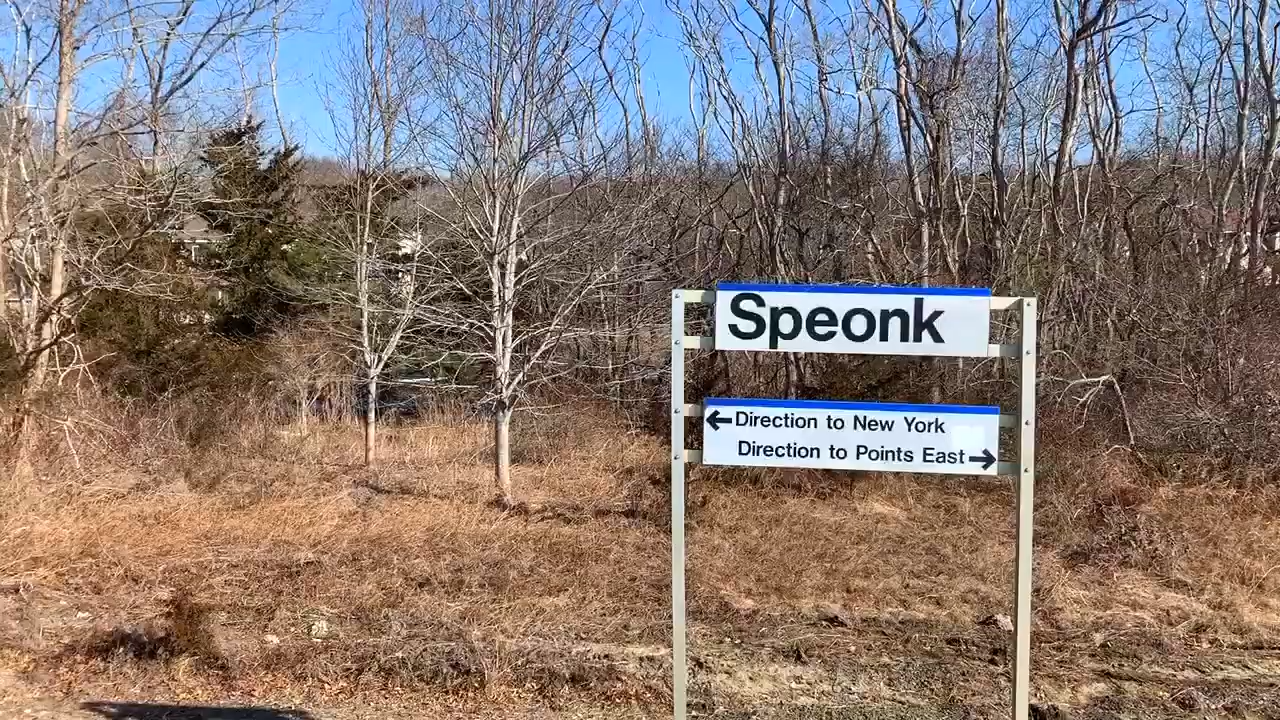 Speonk
←Direction to New York
Direction to Points East→